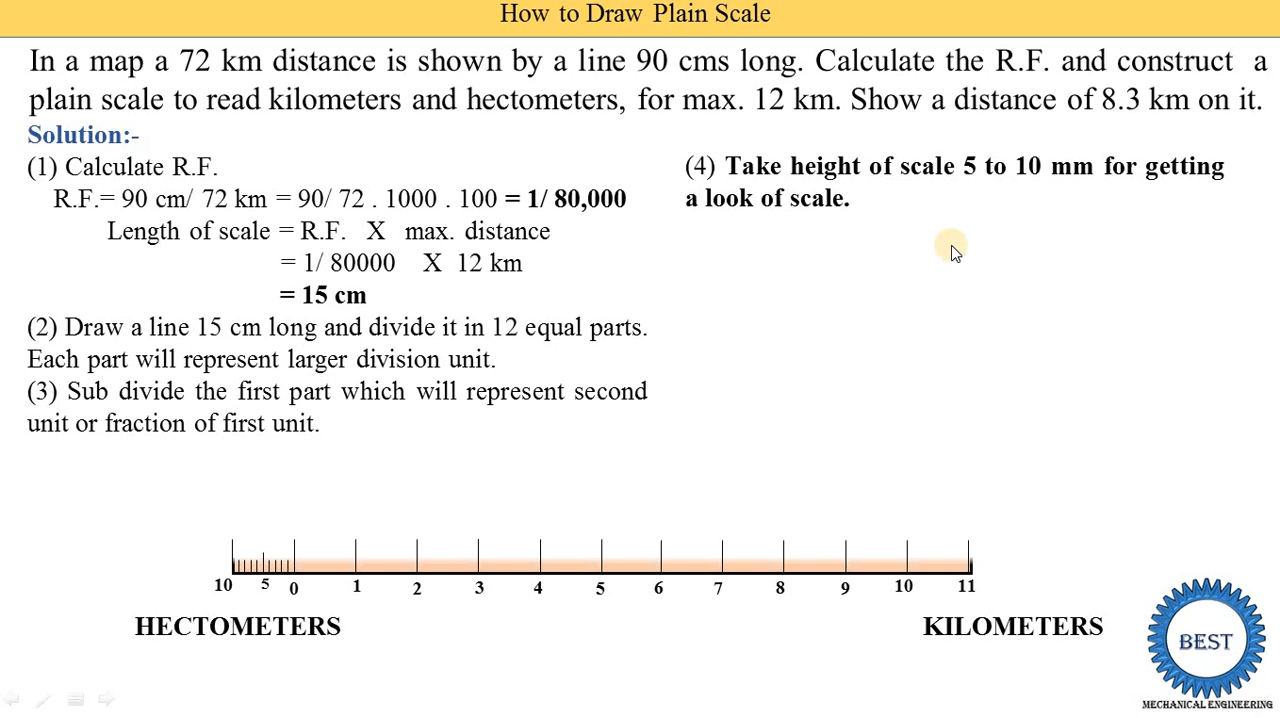 How to Draw Plain Scale
In a map a 72 km distance is shown by a line 90 cms long. Calculate the R.F. and construct a
plain scale to read kilometers and hectometers, for max. 12 km. Show a distance of 8.3 km on it.
Solution:-
(1) Calculate R.F.
R.F.= 90 cm/ 72 km = 90/ 72 . 1000 . 100 = 1/ 80,000
Length of scale = R.F. X max. distance
= 1/ 80000 X 12 km
= 15 cm
(2) Draw a line 15 cm long and divide it in 12 equal parts.
Each part will represent larger division unit.
(3) Sub divide the first part which will represent second
unit or fraction of first unit.
(4) Take height of scale 5 to 10 mm for getting
a look of scale.
10 5 0 1 2 3 4 5 6 7 8 9 10 11
HECTOMETERS KILOMETERS
BEST
MECHANICAL ENGINEERING